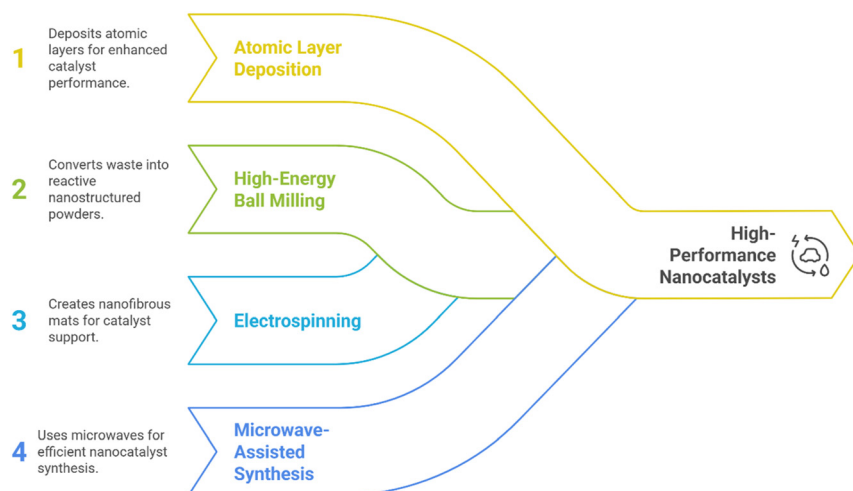 1
Deposits atomic
layers for enhanced
catalyst
performance.
Atomic Layer
Deposition
2
Converts waste into
reactive
nanostructured
powders.
High-Energy
Ball Milling
3
Creates nanofibrous
mats for catalyst
support.
Electrospinning
4
Uses microwaves for
efficient nanocatalyst
synthesis.
Microwave-
Assisted
Synthesis
High-
Performance
Nanocatalysts